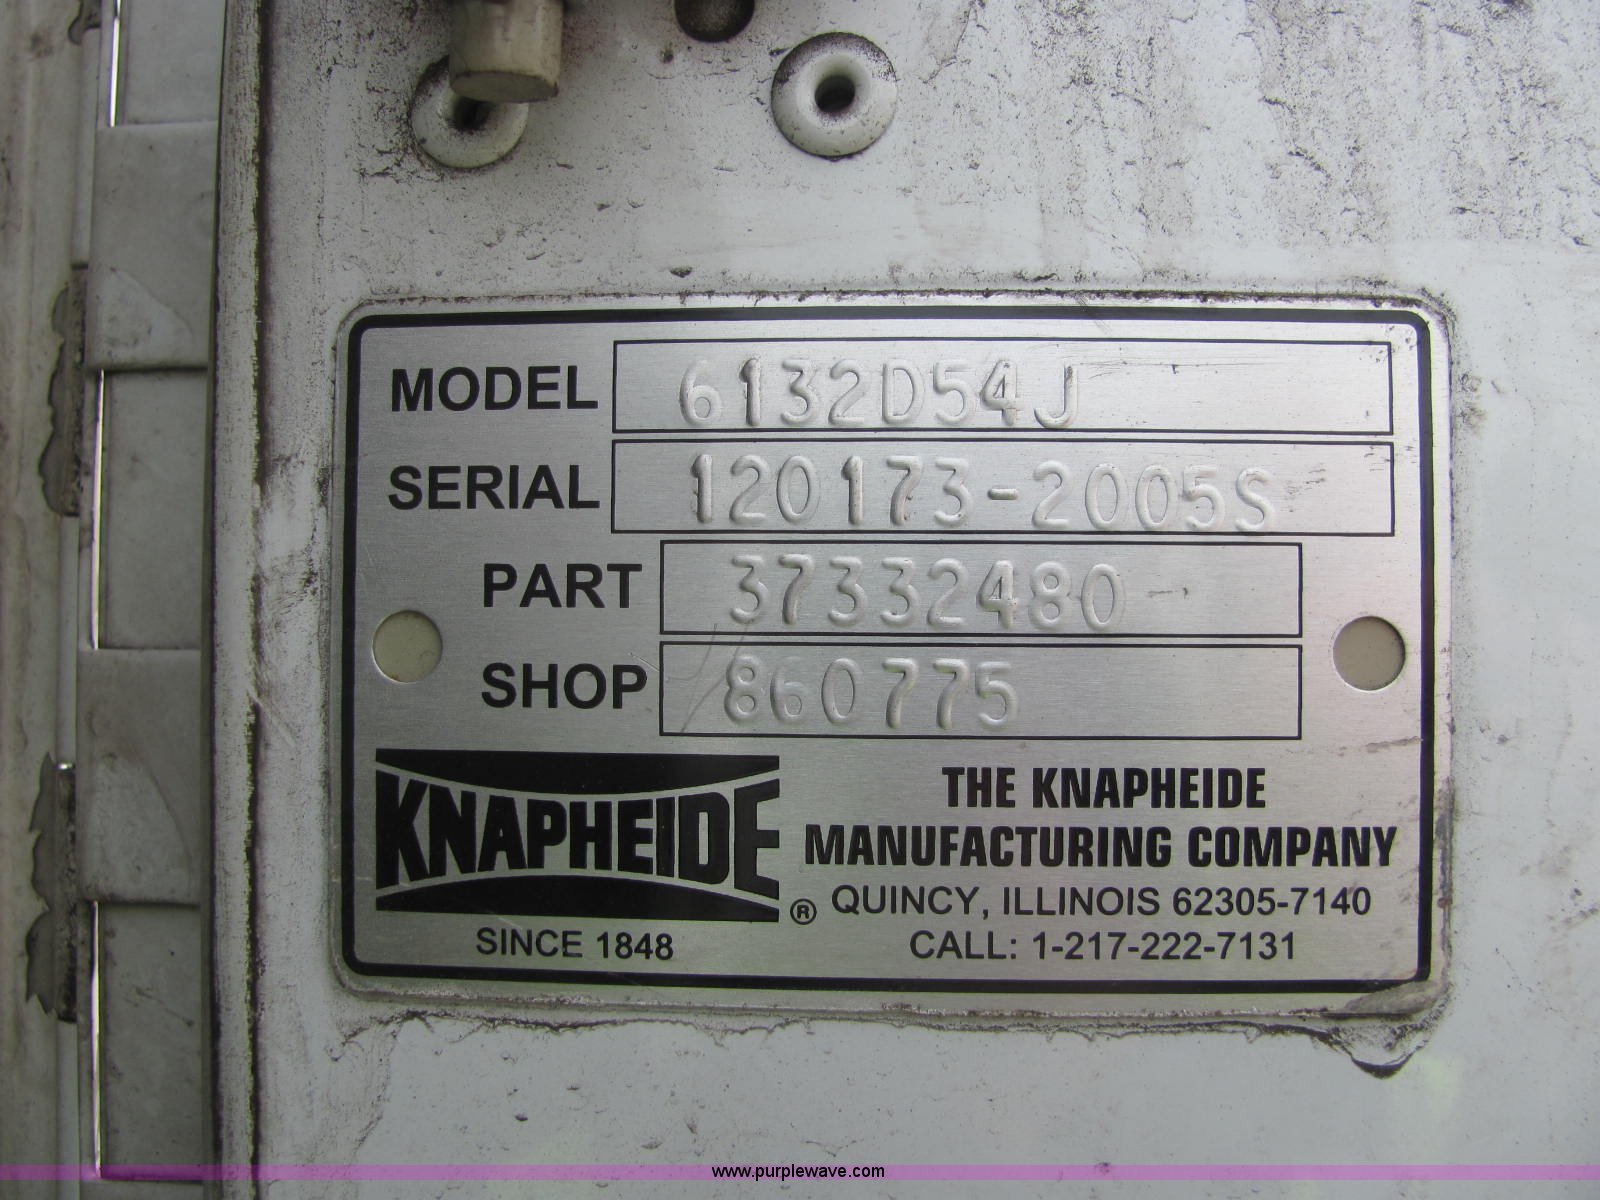 MODEL 6132D54J
SERIAL 120173-2005S
PART 37332480
SHOP 860775
KNAPHEIDE ®
SINCE 1848
THE KNAPHEIDE
MANUFACTURING COMPANY
QUINCY, ILLINOIS 62305-7140
CALL: 1-217-222-7131
www.purplewave.com